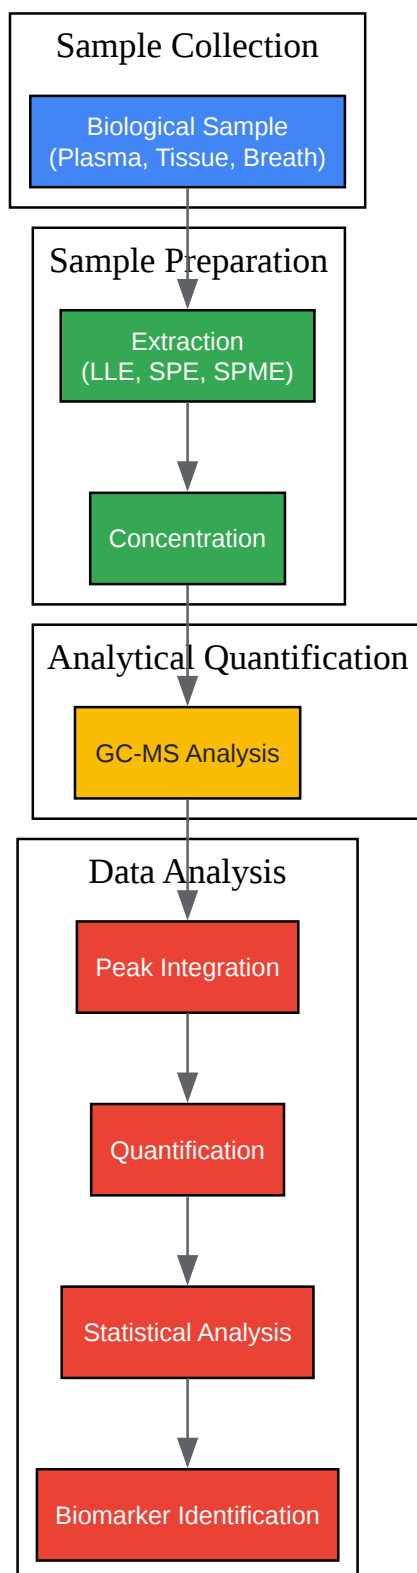 Sample Collection
Biological Sample
(Plasma, Tissue, Breath)
Sample Preparation
Extraction
(LLE, SPE, SPME)
Concentration
Analytical Quantification
GC-MS Analysis
Data Analysis
Peak Integration
Quantification
Statistical Analysis
Biomarker Identification